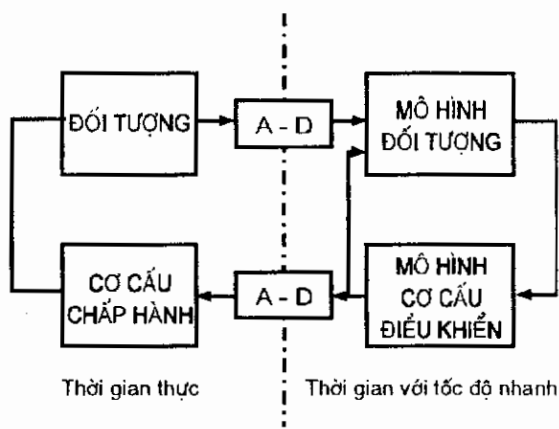 ĐỐI TƯỢNG
A - D
MÔ HÌNH
ĐỐI TƯỢNG
CƠ CẤU
CHẤP HÀNH
A - D
MÔ HÌNH
CƠ CẤU
ĐIỀU KHIỂN
Thời gian thực
Thời gian với tốc độ nhanh